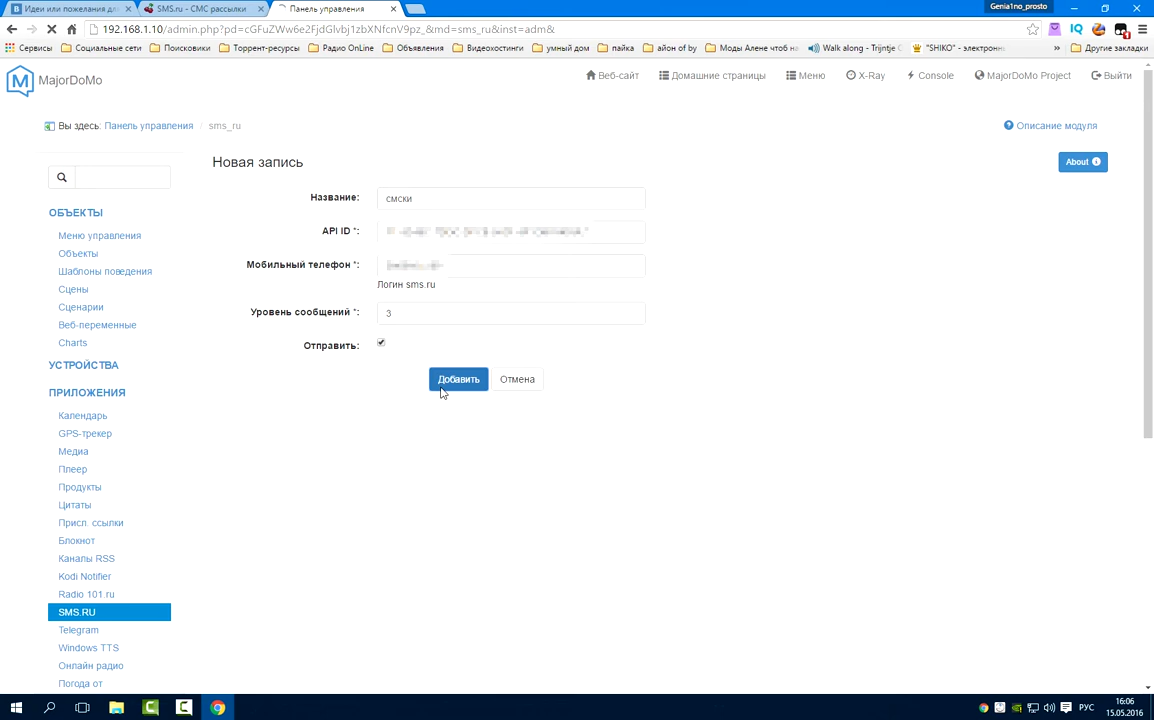 Идеи или пожелания дл
SMS.ru - СМС рассылки
Панель управления
Genia1no_prosto
192.168.1.10/admin.php?pd=cGFuZWw6e2FjdGlvbj1zbXNfcnV9pz_&md=sms_ru&inst=adm&
Сервисы
Социальные сети
Поисковики
Торрент-ресурсы
Радио OnLine
Объявления
Видеохостинги
умный дом
пайка
айон of by
Моды Алене чтоб н
Walk along - Trijntje C
"SHIKO" - электронн
»
Другие закладки
MajorDoMo
Веб-сайт
Домашние страницы
Меню
X-Ray
Console
MajorDoMo Project
Выйти
Вы здесь: Панель управления / sms_ru
Описание модуля
Новая запись
About
Название: смски
API ID *:
Мобильный телефон *:
Логин sms.ru
Уровень сообщений *: 3
Отправить:
Добавить
Отмена
ОБЪЕКТЫ
Меню управления
Объекты
Шаблоны поведения
Сцены
Сценарии
Веб-переменные
Charts
УСТРОЙСТВА
ПРИЛОЖЕНИЯ
Календарь
GPS-трекер
Медиа
Плеер
Продукты
Цитаты
Присл. ссылки
Блокнот
Каналы RSS
Kodi Notifier
Radio 101.ru
SMS.RU
Telegram
Windows TTS
Онлайн радио
Погода от
РУС
16:06
15.05.2016